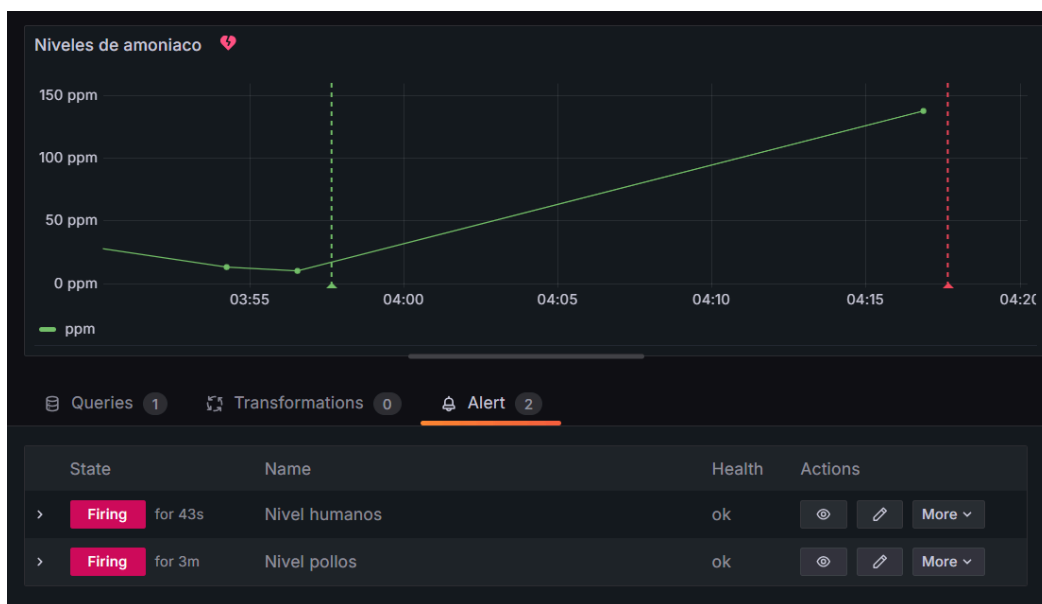 Niveles de amoniaco
150 ppm
100 ppm
50 ppm
0 ppm
03:55 04:00 04:05 04:10 04:15 04:20
ppm
Queries 1 Transformations 0 Alert 2
State Name Health Actions
Firing for 43s Nivel humanos ok More
Firing for 3m Nivel pollos ok More